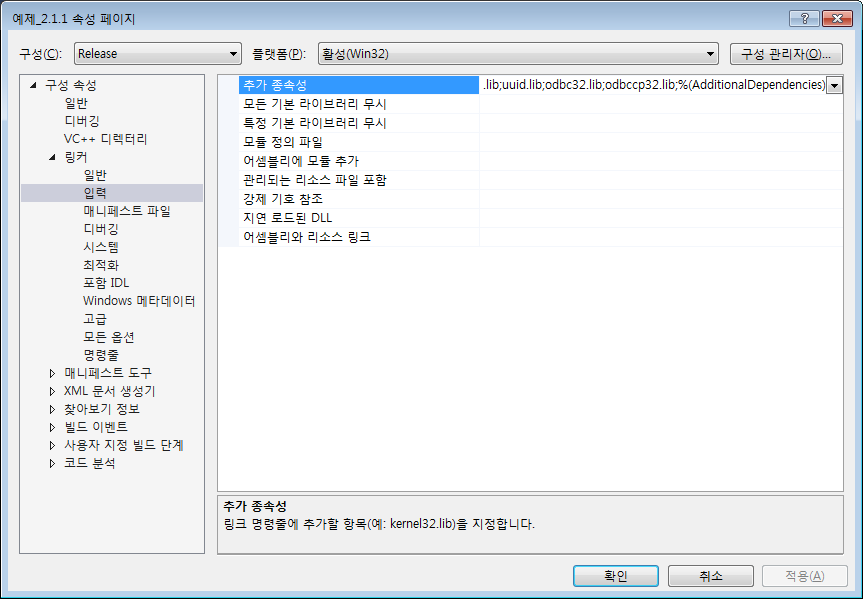 예제_2.1.1 속성 페이지
구성(C): Release 플랫폼(P): 활성(Win32) 구성 관리자(O)...
구성 속성
일반
디버깅
VC++ 디렉터리
링커
일반
입력
매니페스트 파일
디버깅
시스템
최적화
포함 IDL
Windows 메타데이터
고급
모든 옵션
명령줄
매니페스트 도구
XML 문서 생성기
찾아보기 정보
빌드 이벤트
사용자 지정 빌드 단계
코드 분석
추가 종속성 .lib;uuid.lib;odbc32.lib;odbccp32.lib;%(AdditionalDependencies)
모든 기본 라이브러리 무시
특정 기본 라이브러리 무시
모듈 정의 파일
어셈블리에 모듈 추가
관리되는 리소스 파일 포함
강제 기호 참조
지연 로드된 DLL
어셈블리와 리소스 링크
추가 종속성
링크 명령줄에 추가할 항목(예: kernel32.lib)을 지정합니다.
확인 취소 적용(A)